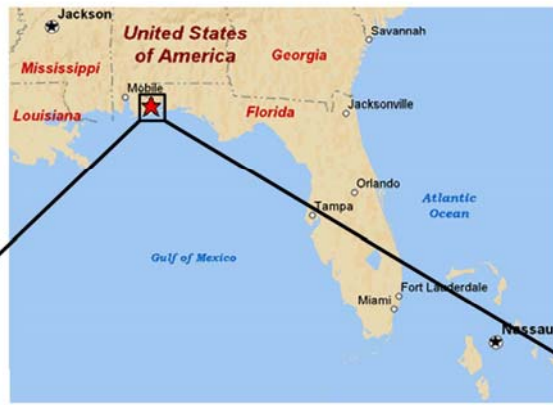 Jackson
United States
of America
Savannah
Georgia
Mississippi
Mobile
Louisiana
Florida
Jacksonville
Orlando
Atlantic
Ocean
Tampa
Gulf of Mexico
Fort Lauderdale
Miami
Nassau